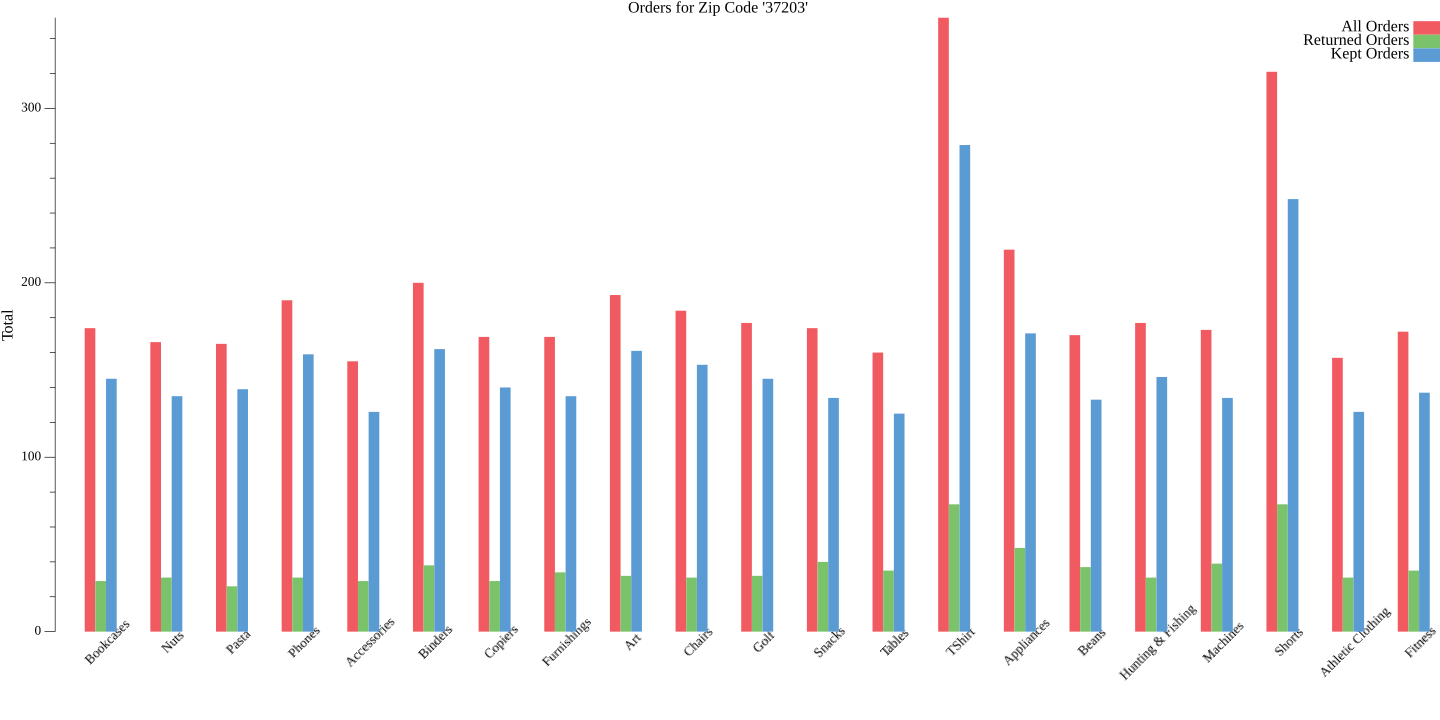 Orders for Zip Code '37203'
All Orders
Returned Orders
Kept Orders
Total
300
200
100
0
Bookcases
Nuts
Pasta
Phones
Accessories
Binders
Copiers
Furnishings
Art
Chairs
Golf
Snacks
Tables
TShirt
Appliances
Beans
Hunting & Fishing
Machines
Shorts
Athletic Clothing
Fitness